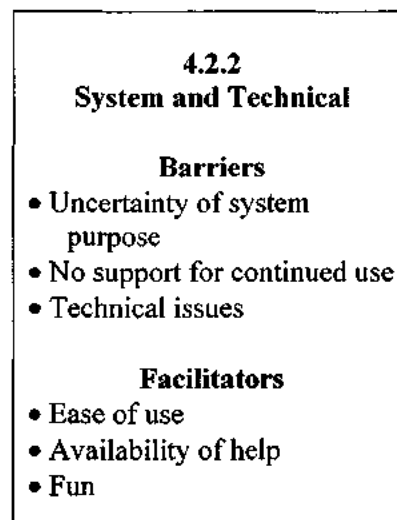 4.2.2
System and Technical
Barriers
• Uncertainty of system
purpose
• No support for continued use
• Technical issues
Facilitators
• Ease of use
• Availability of help
• Fun